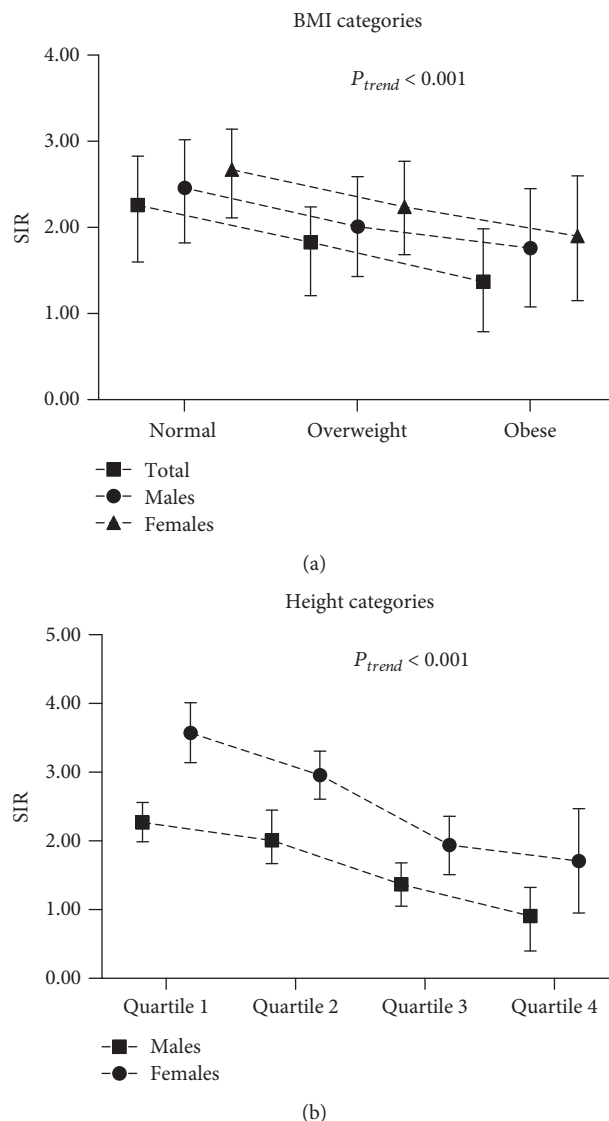 BMI categories
4.00
P_trend < 0.001
3.00
SIR
2.00
1.00
0.00
Normal Overweight Obese
Total
Males
Females
(a)
Height categories
5.00
P_trend < 0.001
4.00
3.00
SIR
2.00
1.00
0.00
Quartile 1 Quartile 2 Quartile 3 Quartile 4
Males
Females
(b)